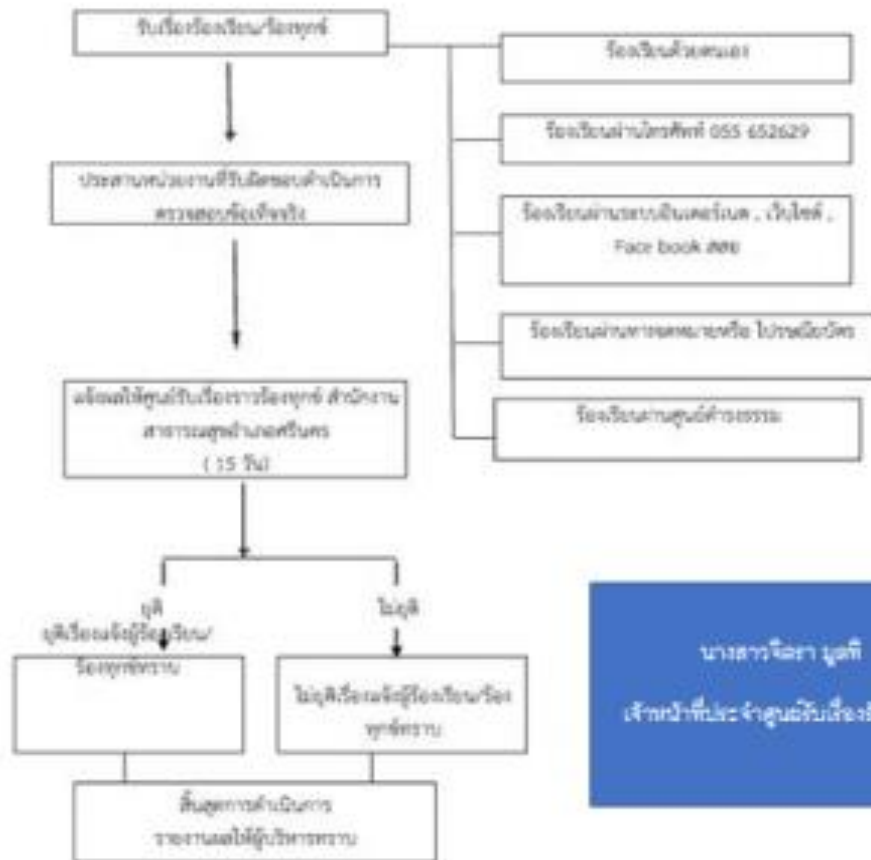 รับเรื่องร้องเรียน/ร้องทุกข์
ร้องเรียนด้วยตนเอง
ร้องเรียนผ่านโทรศัพท์ 055 652629
ประสานหน่วยงานที่รับผิดชอบดำเนินการ
ตรวจสอบข้อเท็จจริง
ร้องเรียนผ่านระบบอินเตอร์เนต , เว็บไซต์ ,
Face book สสอ
ร้องเรียนผ่านทางจดหมายหรือ ไปรษณียบัตร
แจ้งผลให้ศูนย์รับเรื่องราวร้องทุกข์ สำนักงาน
สาธารณสุขอำเภอศรีนคร
( 15 วัน)
ร้องเรียนผ่านศูนย์ดำรงธรรม
ยุติ
ไม่ยุติ
ยุติเรื่องแจ้งผู้ร้องเรียน/
ร้องทุกข์ทราบ
ไม่ยุติเรื่องแจ้งผู้ร้องเรียน/ร้อง
ทุกข์ทราบ
นางสาว
เจ้าหน้าที่ประจำศูนย์รับเรื่อง
สิ้นสุดการดำเนินการ
รายงานผลให้ผู้บริหารทราบ